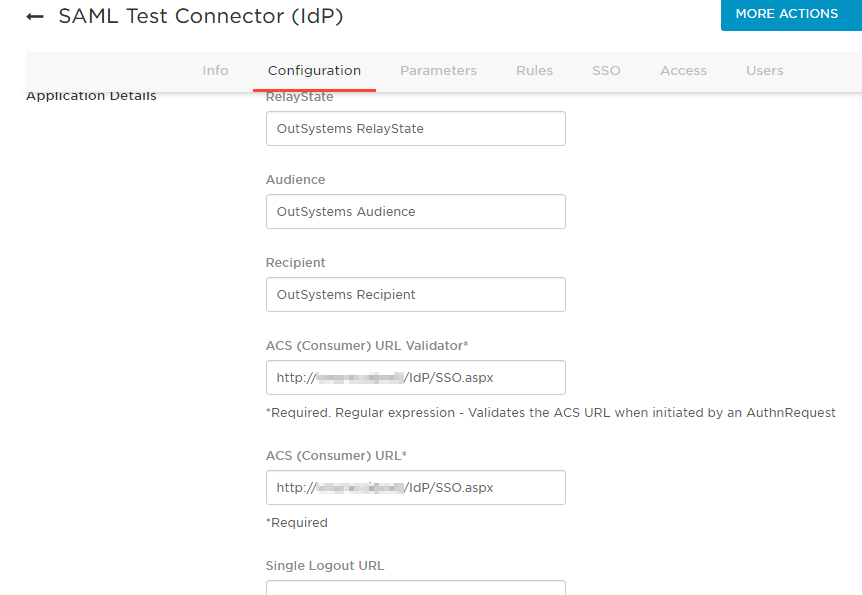 ← SAML Test Connector (IdP)
MORE ACTIONS
Info Configuration Parameters Rules SSO Access Users
Application Details
RelayState
OutSystems RelayState
Audience
OutSystems Audience
Recipient
OutSystems Recipient
ACS (Consumer) URL Validator*
http:// /IdP/SSO.aspx
*Required. Regular expression - Validates the ACS URL when initiated by an AuthnRequest
ACS (Consumer) URL*
http:// /IdP/SSO.aspx
*Required
Single Logout URL